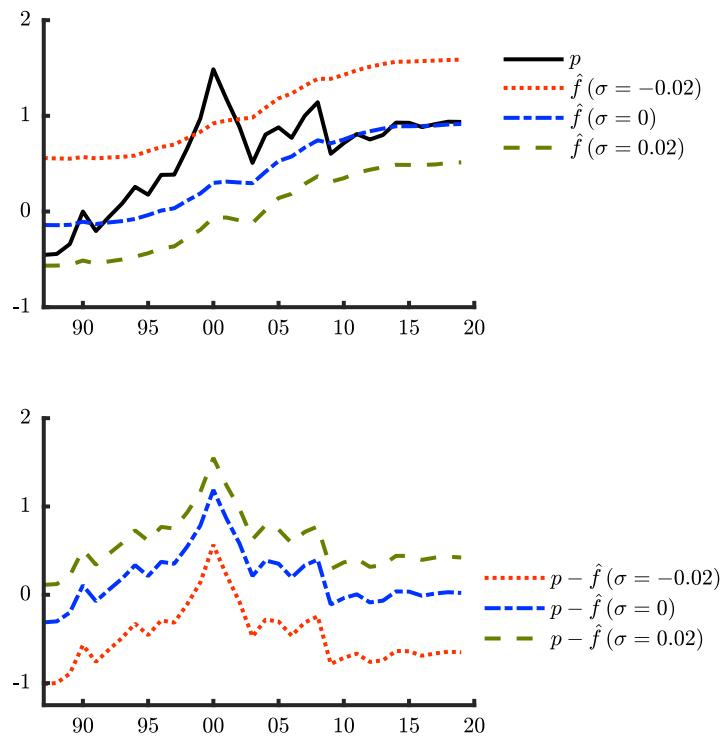 2
1
0
-1
90 95 00 05 10 15 20
p
f̂ (σ = −0.02)
f̂ (σ = 0)
f̂ (σ = 0.02)
2
1
0
-1
90 95 00 05 10 15 20
p − f̂ (σ = −0.02)
p − f̂ (σ = 0)
p − f̂ (σ = 0.02)